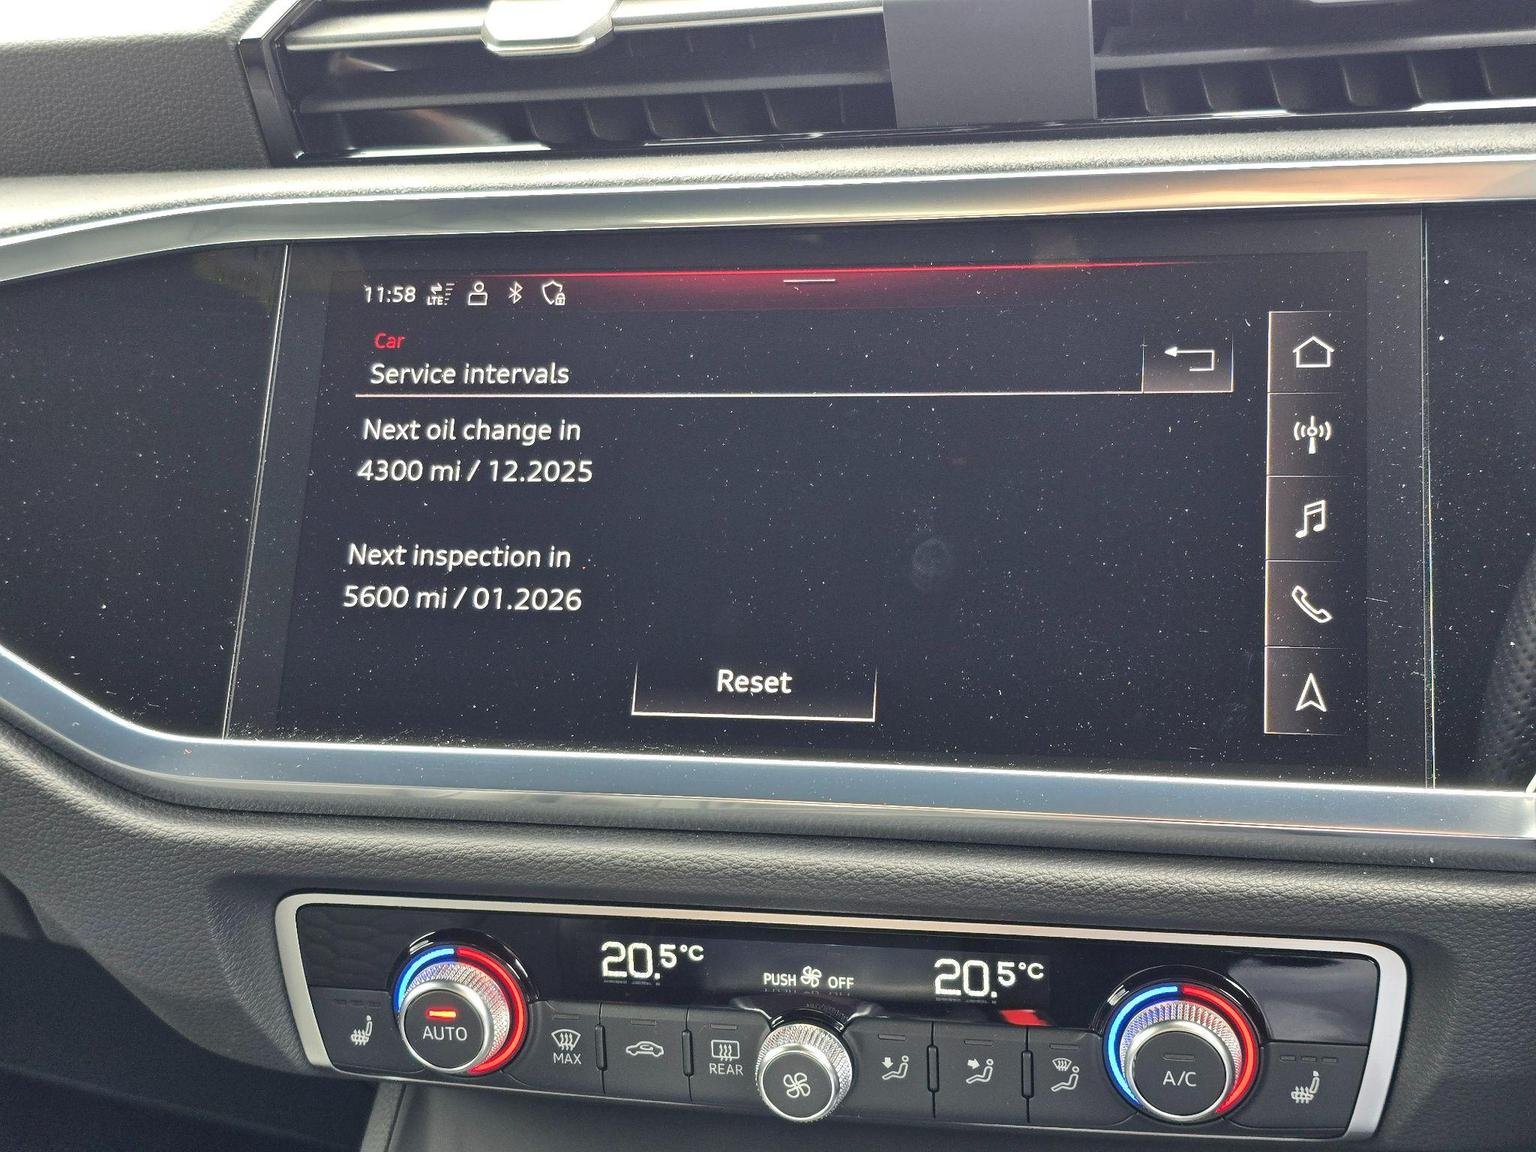 11:58 LTE
Car
Service intervals
Next oil change in
4300 mi / 12.2025
Next inspection in
5600 mi / 01.2026
Reset
20.5°C
PUSH OFF
20.5°C
AUTO
MAX
REAR
A/C